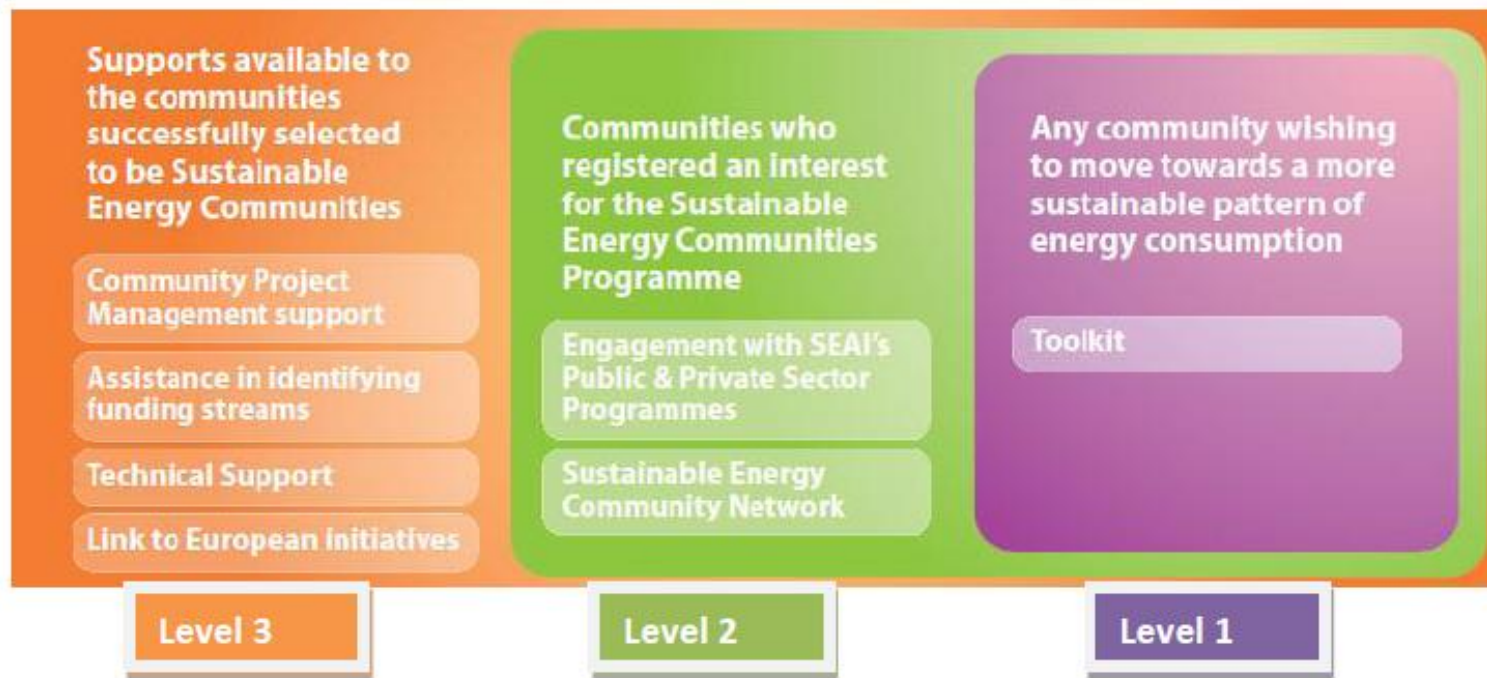 Supports available to
the communities
successfully selected
to be Sustainable
Energy Communities
Community Project
Management support
Assistance in identifying
funding streams
Technical Support
Link to European initiatives
Level 3
Communities who
registered an interest
for the Sustainable
Energy Communities
Programme
Engagement with SEAI's
Public & Private Sector
Programmes
Sustainable Energy
Community Network
Level 2
Any community wishing
to move towards a more
sustainable pattern of
energy consumption
Toolkit
Level 1